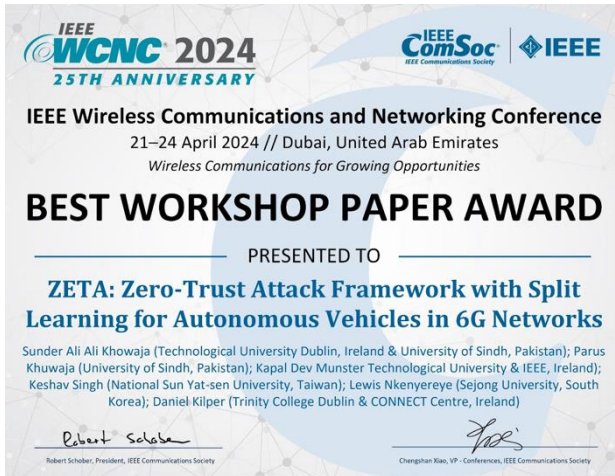 IEEE
WCNC® 2024
25TH ANNIVERSARY
IEEE
ComSoc®
IEEE Communications Society
IEEE
IEEE Wireless Communications and Networking Conference
21–24 April 2024 // Dubai, United Arab Emirates
Wireless Communications for Growing Opportunities
BEST WORKSHOP PAPER AWARD
PRESENTED TO
ZETA: Zero-Trust Attack Framework with Split
Learning for Autonomous Vehicles in 6G Networks
Sunder Ali Ali Khowaja (Technological University Dublin, Ireland & University of Sindh, Pakistan); Parus
Khuwaja (University of Sindh, Pakistan); Kapal Dev Munster Technological University & IEEE, Ireland);
Keshav Singh (National Sun Yat-sen University, Taiwan); Lewis Nkenyereye (Sejong University, South
Korea); Daniel Kilper (Trinity College Dublin & CONNECT Centre, Ireland)
Robert Schober
Robert Schober, President, IEEE Communications Society
Chengshan Xiao, VP - Conferences, IEEE Communications Society